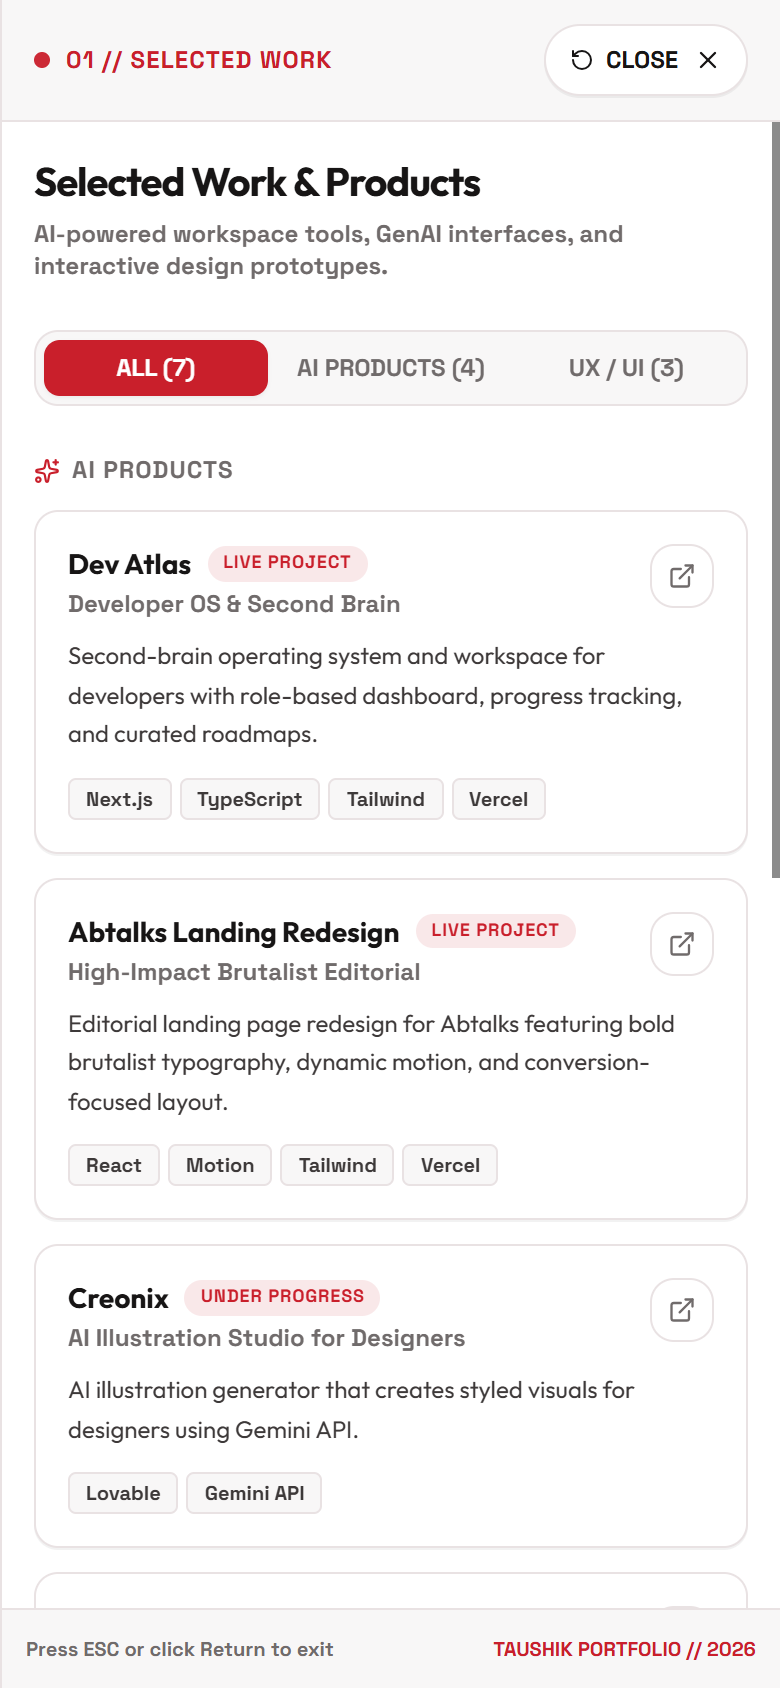 01 // SELECTED WORK
CLOSE
Selected Work & Products
AI-powered workspace tools, GenAI interfaces, and
interactive design prototypes.
ALL (7)
AI PRODUCTS (4)
UX / UI (3)
AI PRODUCTS
Dev Atlas
LIVE PROJECT
Developer OS & Second Brain
Second-brain operating system and workspace for
developers with role-based dashboard, progress tracking,
and curated roadmaps.
Next.js
TypeScript
Tailwind
Vercel
Abtalks Landing Redesign
LIVE PROJECT
High-Impact Brutalist Editorial
Editorial landing page redesign for Abtalks featuring bold
brutalist typography, dynamic motion, and conversion-
focused layout.
React
Motion
Tailwind
Vercel
Creonix
UNDER PROGRESS
AI Illustration Studio for Designers
AI illustration generator that creates styled visuals for
designers using Gemini API.
Lovable
Gemini API
Press ESC or click Return to exit
TAUSHIK PORTFOLIO // 2026